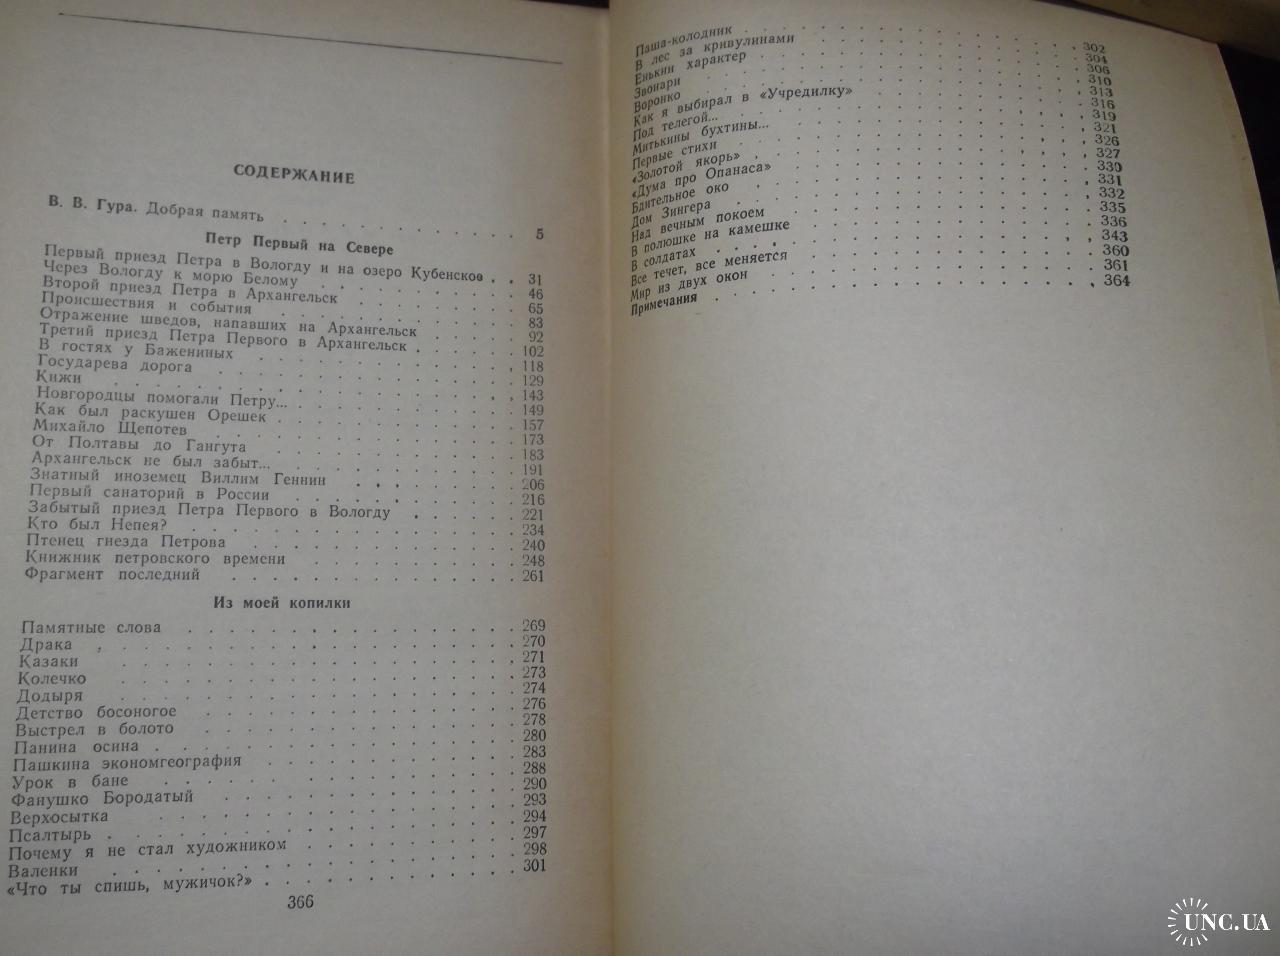 СОДЕРЖАНИЕ
В. В. Гура. Добрая память . . . . . . . . . . . 5
Петр Первый на Севере
Первый приезд Петра в Вологду и на озеро Кубенсков . . 31
Через Вологду к морю Белому . . . . . . . . 46
Второй приезд Петра в Архангельск . . . . . . . 65
Происшествия и события . . . . . . . . . 83
Отражение шведов, напавших на Архангельск . . . . . 92
Третий приезд Петра Первого в Архангельск . . . . . 102
В гостях у Бажениных . . . . . . . . . . 118
Государева дорога . . . . . . . . . . . 129
Кижи . . . . . . . . . . . . . . 143
Новгородцы помогали Петру... . . . . . . . . . 149
Как был раскушен Орешек . . . . . . . . . 157
Михайло Щепотев . . . . . . . . . . . 173
От Полтавы до Гангута . . . . . . . . . . 183
Архангельск не был забыт... . . . . . . . . . 191
Знатный иноземец Виллим Геннин . . . . . . . 206
Первый санаторий в России . . . . . . . . . 216
Забытый приезд Петра Первого в Вологду . . . . . . 221
Кто был Непея? . . . . . . . . . . . . 234
Птенец гнезда Петрова . . . . . . . . . . 240
Книжник петровского времени . . . . . . . . 248
Фрагмент последний . . . . . . . . . . . 261
Из моей копилки
Памятные слова . . . . . . . . . . . . 269
Драка . . . . . . . . . . . . . . 270
Казаки . . . . . . . . . . . . . . 271
Колечко . . . . . . . . . . . . . . 273
Додыря . . . . . . . . . . . . . . 274
Детство босоногое . . . . . . . . . . . 276
Выстрел в болото . . . . . . . . . . . 278
Панина осина . . . . . . . . . . . . . 280
Пашкина экономгеография . . . . . . . . . 283
Урок в бане . . . . . . . . . . . . . 288
Фанушко Бородатый . . . . . . . . . . . 290
Верхосытка . . . . . . . . . . . . . 293
Псалтырь . . . . . . . . . . . . . . 294
Почему я не стал художником . . . . . . . . 297
Валенки . . . . . . . . . . . . . . 298
«Что ты спишь, мужичок?» . . . . . . . . . . 301
366
Паша-колодник . . . . . . . . . . . . 302
В лес за кривулинами . . . . . . . . . . 304
Енькин характер . . . . . . . . . . . . 306
Звонари . . . . . . . . . . . . . . 310
Воронко . . . . . . . . . . . . . . 313
Как я выбирал в «Учредилку» . . . . . . . . 316
Под телегой... . . . . . . . . . . . . . 319
Митькины бухтины... . . . . . . . . . . . 321
Первые стихи . . . . . . . . . . . . . 326
«Золотой якорь» . . . . . . . . . . . . 327
«Дума про Опанаса» . . . . . . . . . . . 330
Бдительное око . . . . . . . . . . . . 331
Дом Зингера . . . . . . . . . . . . . 332
Над вечным покоем . . . . . . . . . . . 335
В полюшке на камешке . . . . . . . . . . 336
В солдатах . . . . . . . . . . . . . 343
Все течет, все меняется . . . . . . . . . . 360
Мир из двух окон . . . . . . . . . . . . 361
Примечания . . . . . . . . . . . . . 364
UNC.UA